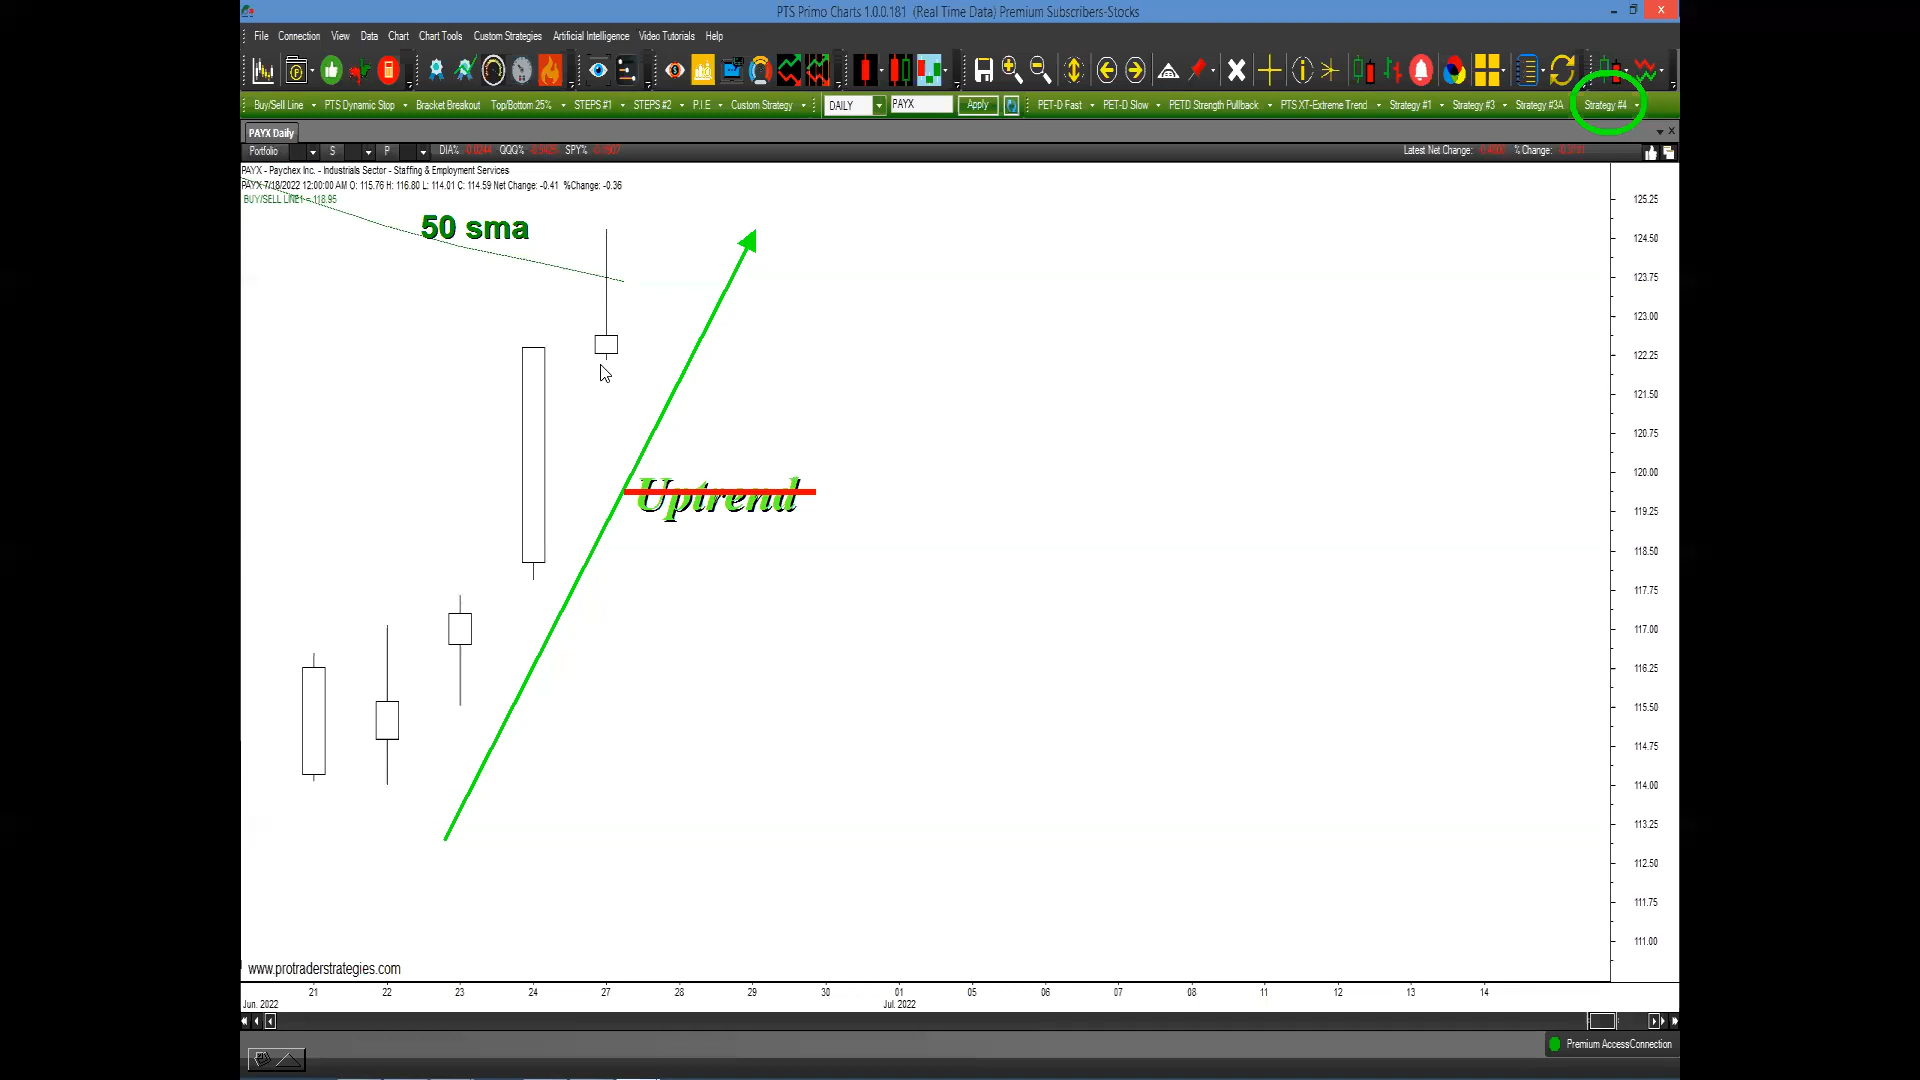 PTS Primo Charts 1.0.0.181 (Real Time Data) Premium Subscribers-Stocks
File Connection View Data Chart Chart Tools Custom Strategies Artificial Intelligence Video Tutorials Help
Buy/Sell Line PTS Dynamic Stop Bracket Breakout Top/Bottom 25% STEPS #1 STEPS #2 P.I.E Custom Strategy DAILY PAYX Apply PET-D Fast PET-D Slow PETD Strength Pullback PTS XT-Extreme Trend Strategy #1 Strategy #3 Strategy #3A Strategy #4
PAYX Daily
Portfolio S P DIA% QQQ% SPY% Latest Net Change: % Change:
PAYX - Paychex Inc. - Industrials Sector - Staffing & Employment Services
PAYX 7/18/2022 12:00:00 AM O: 115.76 H: 116.80 L: 114.01 C: 114.59 Net Change: -0.41 %Change: -0.36
BUY/SELL LINE1 = 118.95
50 sma
Uptrend
125.25
124.50
123.75
123.00
122.25
121.50
120.75
120.00
119.25
118.50
117.75
117.00
116.25
115.50
114.75
114.00
113.25
112.50
111.75
111.00
www.protraderstrategies.com
21 22 23 24 27 28 29 30 01 05 06 07 08 11 12 13 14
Jun. 2022 Jul. 2022
Premium AccessConnection